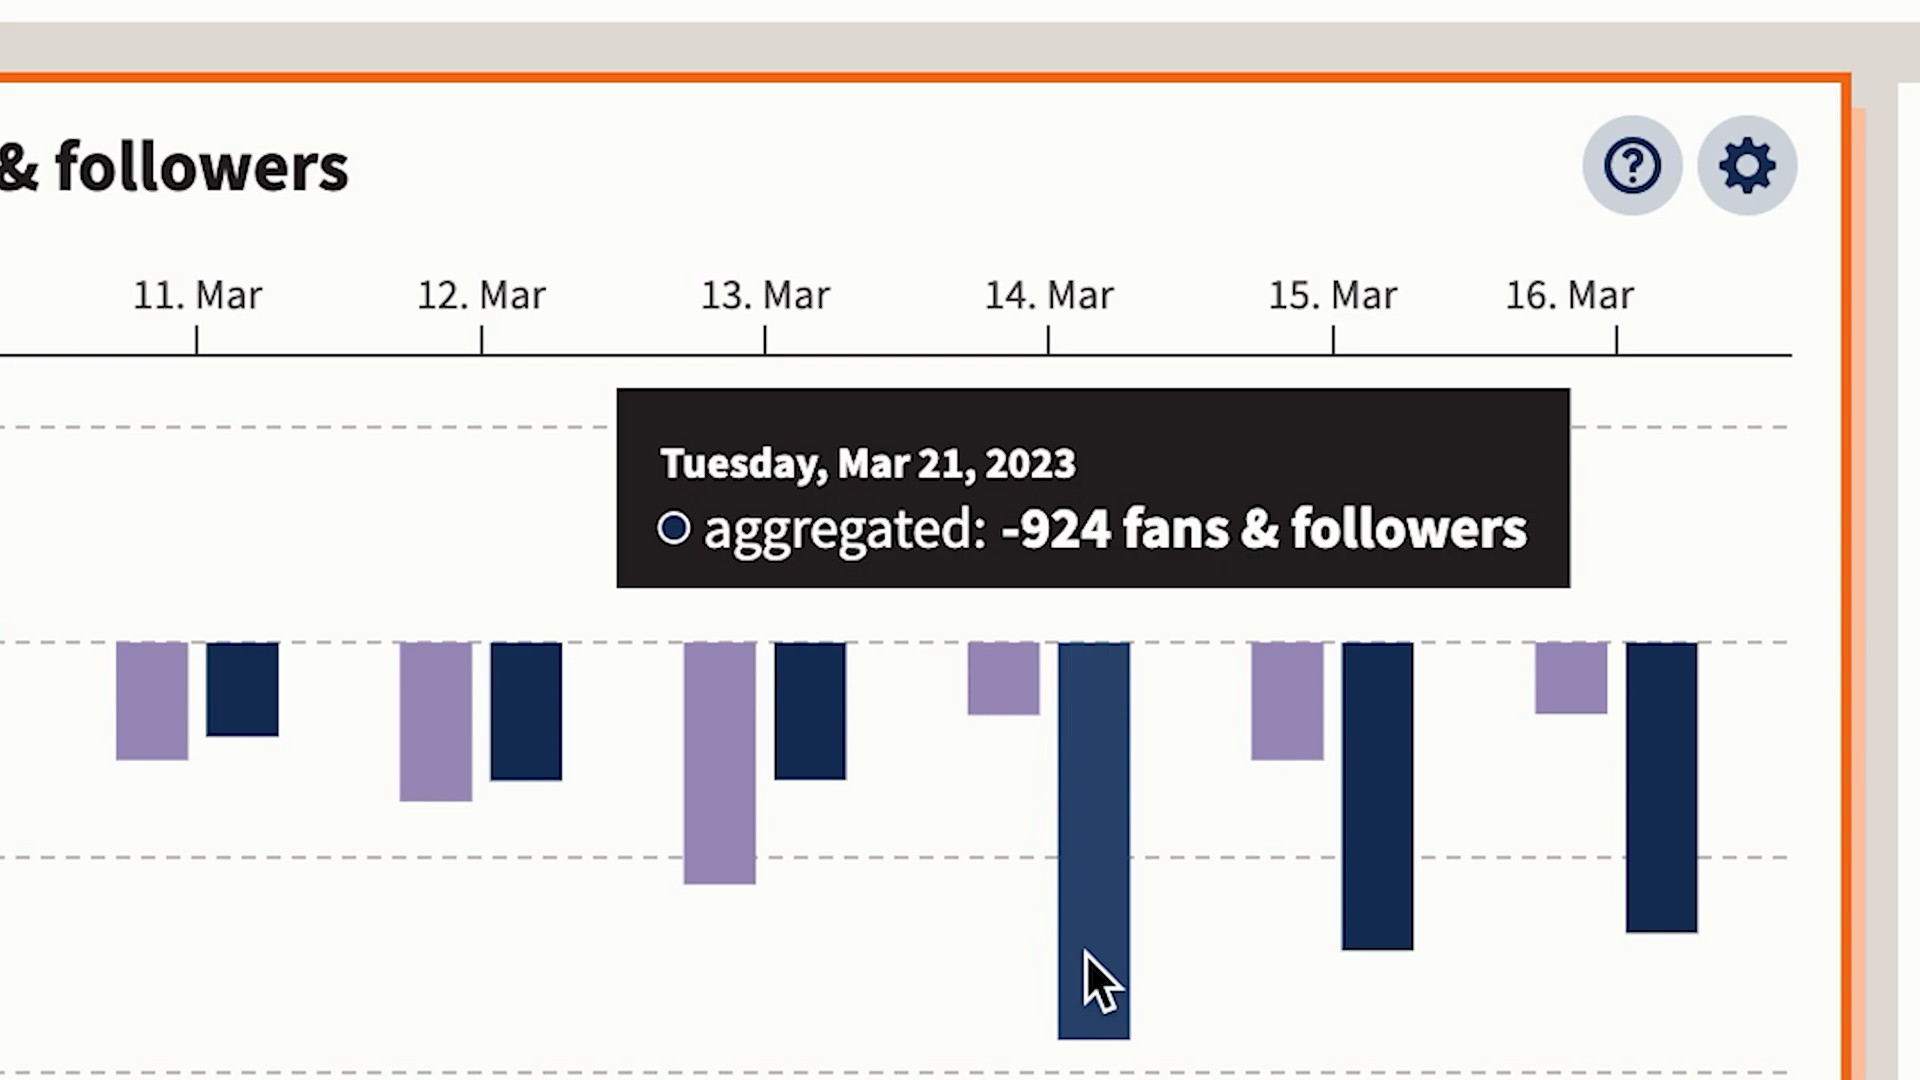 & followers
11. Mar 12. Mar 13. Mar 14. Mar 15. Mar 16. Mar
Tuesday, Mar 21, 2023
aggregated: -924 fans & followers